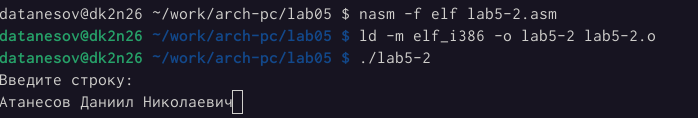 datanesov@dk2n26 ~/work/arch-pc/lab05 $ nasm -f elf lab5-2.asm
datanesov@dk2n26 ~/work/arch-pc/lab05 $ ld -m elf_i386 -o lab5-2 lab5-2.o
datanesov@dk2n26 ~/work/arch-pc/lab05 $ ./lab5-2
Введите строку:
Атанесов Даниил Николаевич